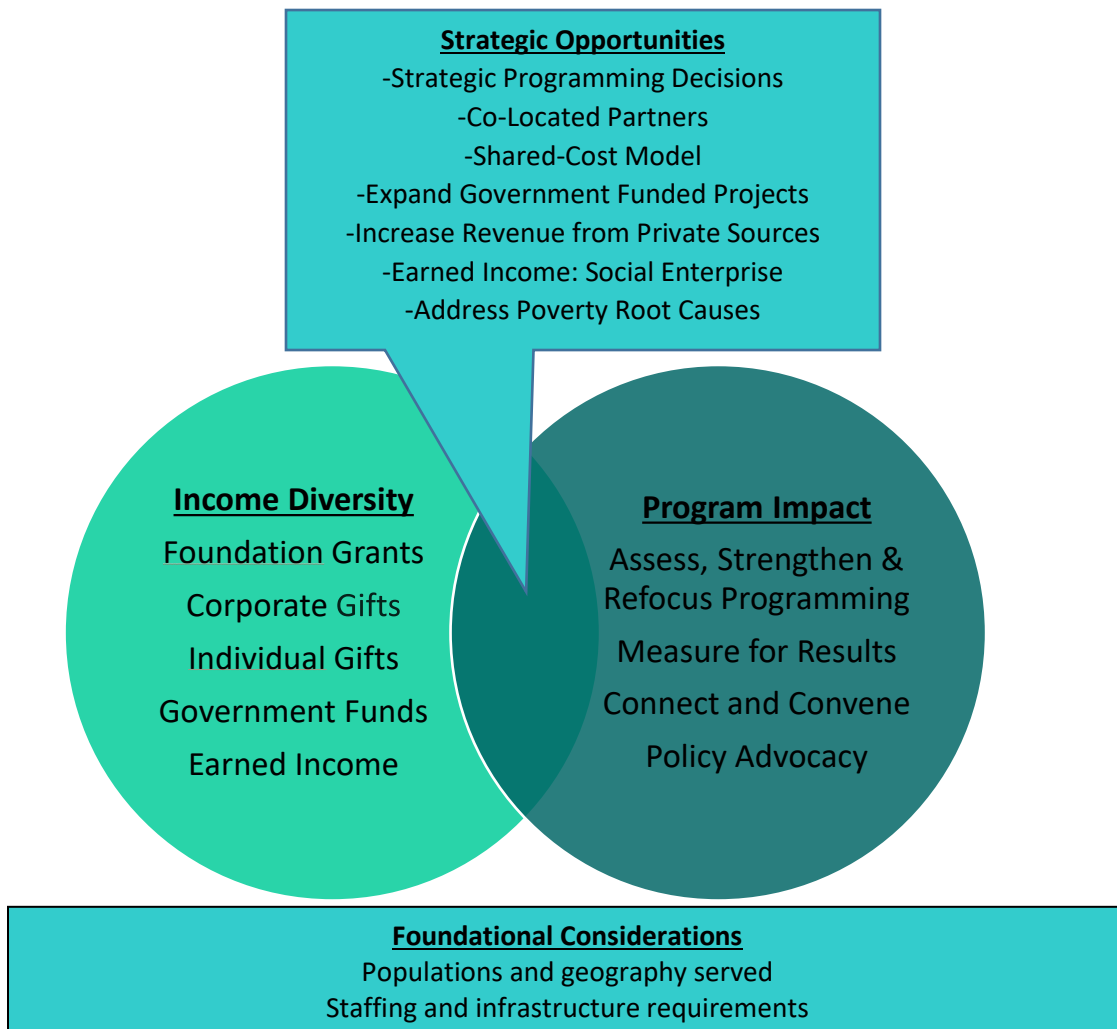 Strategic Opportunities
-Strategic Programming Decisions
-Co-Located Partners
-Shared-Cost Model
-Expand Government Funded Projects
-Increase Revenue from Private Sources
-Earned Income: Social Enterprise
-Address Poverty Root Causes
Income Diversity
Foundation Grants
Corporate Gifts
Individual Gifts
Government Funds
Earned Income
Program Impact
Assess, Strengthen &
Refocus Programming
Measure for Results
Connect and Convene
Policy Advocacy
Foundational Considerations
Populations and geography served
Staffing and infrastructure requirements